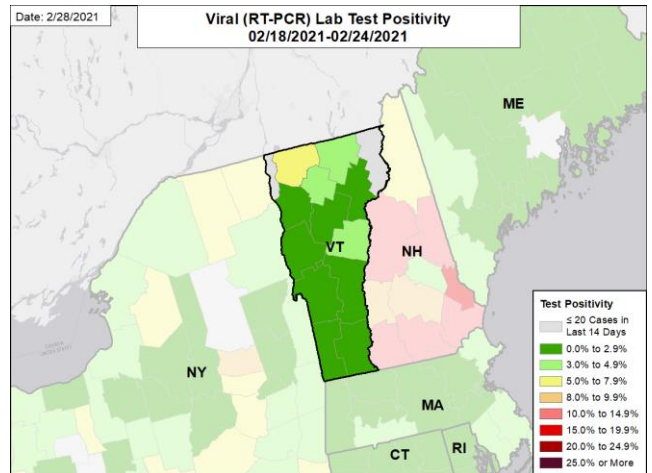 Date: 2/28/2021
Viral (RT-PCR) Lab Test Positivity
02/18/2021-02/24/2021
ME
VT
NH
NY
MA
CT
RI
Test Positivity
≤ 20 Cases in
Last 14 Days
0.0% to 2.9%
3.0% to 4.9%
5.0% to 7.9%
8.0% to 9.9%
10.0% to 14.9%
15.0% to 19.9%
20.0% to 24.9%
25.0% or More